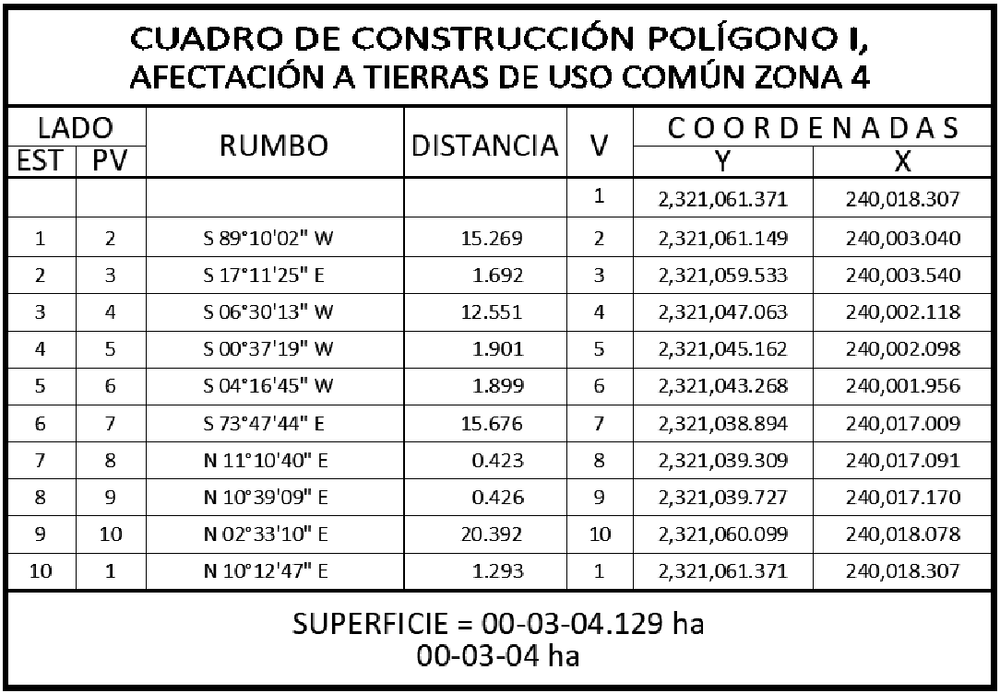 CUADRO DE CONSTRUCCIÓN POLÍGONO I,
AFECTACIÓN A TIERRAS DE USO COMÚN ZONA 4
LADO RUMBO DISTANCIA V C O O R D E N A D A S
EST PV Y X
1 2,321,061.371 240,018.307
1 2 S 89°10'02" W 15.269 2 2,321,061.149 240,003.040
2 3 S 17°11'25" E 1.692 3 2,321,059.533 240,003.540
3 4 S 06°30'13" W 12.551 4 2,321,047.063 240,002.118
4 5 S 00°37'19" W 1.901 5 2,321,045.162 240,002.098
5 6 S 04°16'45" W 1.899 6 2,321,043.268 240,001.956
6 7 S 73°47'44" E 15.676 7 2,321,038.894 240,017.009
7 8 N 11°10'40" E 0.423 8 2,321,039.309 240,017.091
8 9 N 10°39'09" E 0.426 9 2,321,039.727 240,017.170
9 10 N 02°33'10" E 20.392 10 2,321,060.099 240,018.078
10 1 N 10°12'47" E 1.293 1 2,321,061.371 240,018.307
SUPERFICIE = 00-03-04.129 ha
00-03-04 ha